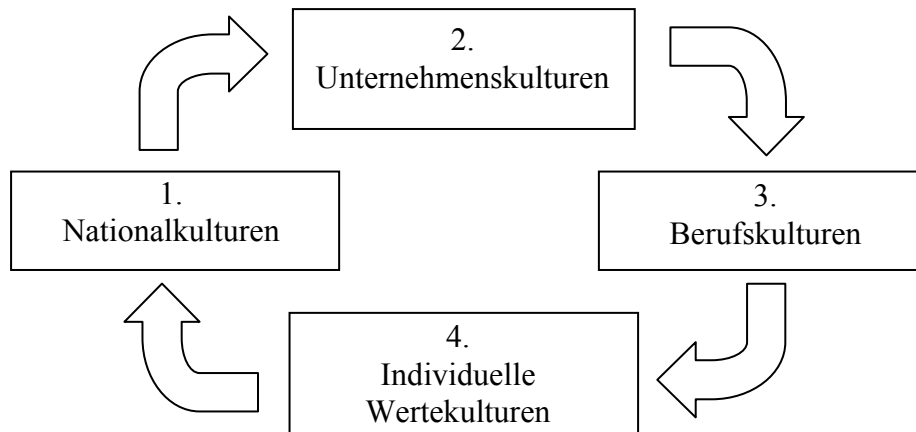 1.
Nationalkulturen
2.
Unternehmenskulturen
3.
Berufskulturen
4.
Individuelle
Wertekulturen